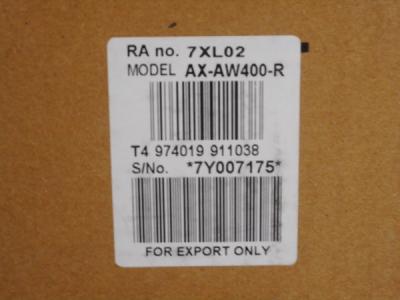 RA no. 7XL02
MODEL AX-AW400-R
T4 974019 911038
S/No. *7Y007175*
FOR EXPORT ONLY